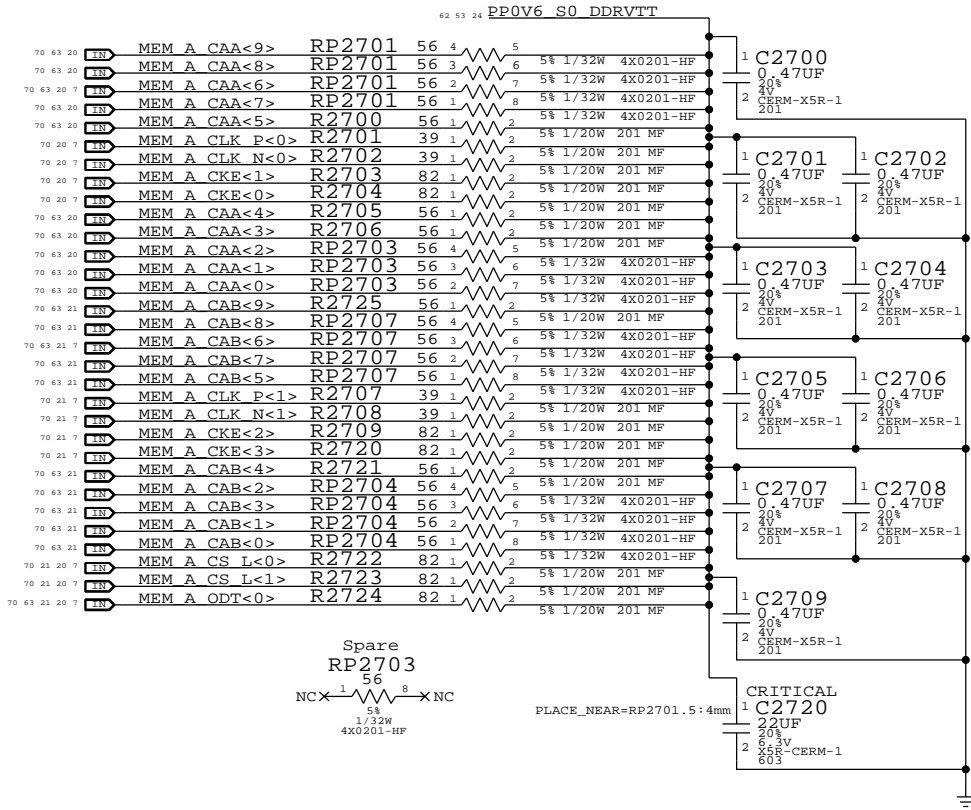 62 53 24 PP0V6_S0_DDRVTT
70 63 20 IN MEM_A_CAA<9> RP2701 56 4 5 5% 1/32W 4X0201-HF
70 63 20 IN MEM_A_CAA<8> RP2701 56 3 6 5% 1/32W 4X0201-HF
70 63 20 7 IN MEM_A_CAA<6> RP2701 56 2 7 5% 1/32W 4X0201-HF
70 63 20 IN MEM_A_CAA<7> RP2701 56 1 8 5% 1/32W 4X0201-HF
70 63 20 IN MEM_A_CAA<5> R2700 56 1 2 5% 1/20W 201 MF
70 20 7 IN MEM_A_CLK_P<0> R2701 39 1 2 5% 1/20W 201 MF
70 20 7 IN MEM_A_CLK_N<0> R2702 39 1 2 5% 1/20W 201 MF
70 20 7 IN MEM_A_CKE<1> R2703 82 1 2 5% 1/20W 201 MF
70 20 7 IN MEM_A_CKE<0> R2704 82 1 2 5% 1/20W 201 MF
70 63 20 IN MEM_A_CAA<4> R2705 56 1 2 5% 1/20W 201 MF
70 63 20 IN MEM_A_CAA<3> R2706 56 1 2 5% 1/20W 201 MF
70 63 20 IN MEM_A_CAA<2> RP2703 56 4 5 5% 1/32W 4X0201-HF
70 63 20 IN MEM_A_CAA<1> RP2703 56 3 6 5% 1/32W 4X0201-HF
70 63 20 IN MEM_A_CAA<0> RP2703 56 2 7 5% 1/32W 4X0201-HF
70 63 21 IN MEM_A_CAB<9> R2725 56 1 2 5% 1/20W 201 MF
70 63 21 IN MEM_A_CAB<8> RP2707 56 4 5 5% 1/32W 4X0201-HF
70 63 21 7 IN MEM_A_CAB<6> RP2707 56 3 6 5% 1/32W 4X0201-HF
70 63 21 IN MEM_A_CAB<7> RP2707 56 2 7 5% 1/32W 4X0201-HF
70 63 21 IN MEM_A_CAB<5> RP2707 56 1 8 5% 1/32W 4X0201-HF
70 21 7 IN MEM_A_CLK_P<1> R2707 39 1 2 5% 1/20W 201 MF
70 21 7 IN MEM_A_CLK_N<1> R2708 39 1 2 5% 1/20W 201 MF
70 21 7 IN MEM_A_CKE<2> R2709 82 1 2 5% 1/20W 201 MF
70 21 7 IN MEM_A_CKE<3> R2720 82 1 2 5% 1/20W 201 MF
70 63 21 IN MEM_A_CAB<4> R2721 56 1 2 5% 1/20W 201 MF
70 63 21 IN MEM_A_CAB<2> RP2704 56 4 5 5% 1/32W 4X0201-HF
70 63 21 IN MEM_A_CAB<3> RP2704 56 3 6 5% 1/32W 4X0201-HF
70 63 21 IN MEM_A_CAB<1> RP2704 56 2 7 5% 1/32W 4X0201-HF
70 63 21 IN MEM_A_CAB<0> RP2704 56 1 8 5% 1/32W 4X0201-HF
70 21 20 7 IN MEM_A_CS_L<0> R2722 82 1 2 5% 1/20W 201 MF
70 21 20 7 IN MEM_A_CS_L<1> R2723 82 1 2 5% 1/20W 201 MF
70 63 21 20 7 IN MEM_A_ODT<0> R2724 82 1 2 5% 1/20W 201 MF
1 C2700
0.47UF
20%
4V
2 CERM-X5R-1
201
1 C2701
0.47UF
20%
4V
2 CERM-X5R-1
201
1 C2702
0.47UF
20%
4V
2 CERM-X5R-1
201
1 C2703
0.47UF
20%
4V
2 CERM-X5R-1
201
1 C2704
0.47UF
20%
4V
2 CERM-X5R-1
201
1 C2705
0.47UF
20%
4V
2 CERM-X5R-1
201
1 C2706
0.47UF
20%
4V
2 CERM-X5R-1
201
1 C2707
0.47UF
20%
4V
2 CERM-X5R-1
201
1 C2708
0.47UF
20%
4V
2 CERM-X5R-1
201
1 C2709
0.47UF
20%
4V
2 CERM-X5R-1
201
Spare
RP2703
56
NC 1 8 NC
5%
1/32W
4X0201-HF
PLACE_NEAR=RP2701.5:4mm
CRITICAL
1 C2720
22UF
20%
6.3V
2 X5R-CERM-1
603